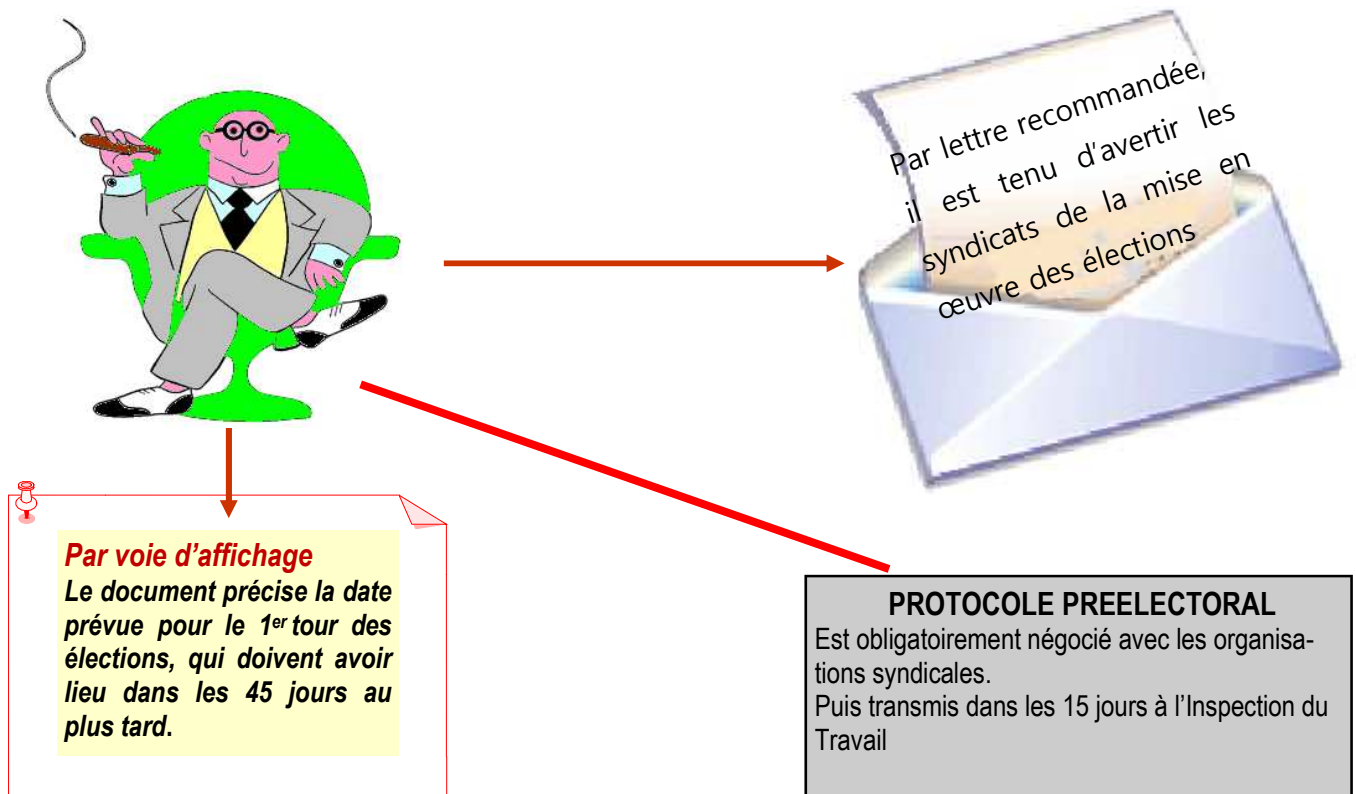 Par lettre recommandée,
il est tenu d'avertir les
syndicats de la mise en
œuvre des élections
Par voie d’affichage
Le document précise la date
prévue pour le 1er tour des
élections, qui doivent avoir
lieu dans les 45 jours au
plus tard.
PROTOCOLE PREELECTORAL
Est obligatoirement négocié avec les organisa-
tions syndicales.
Puis transmis dans les 15 jours à l’Inspection du
Travail